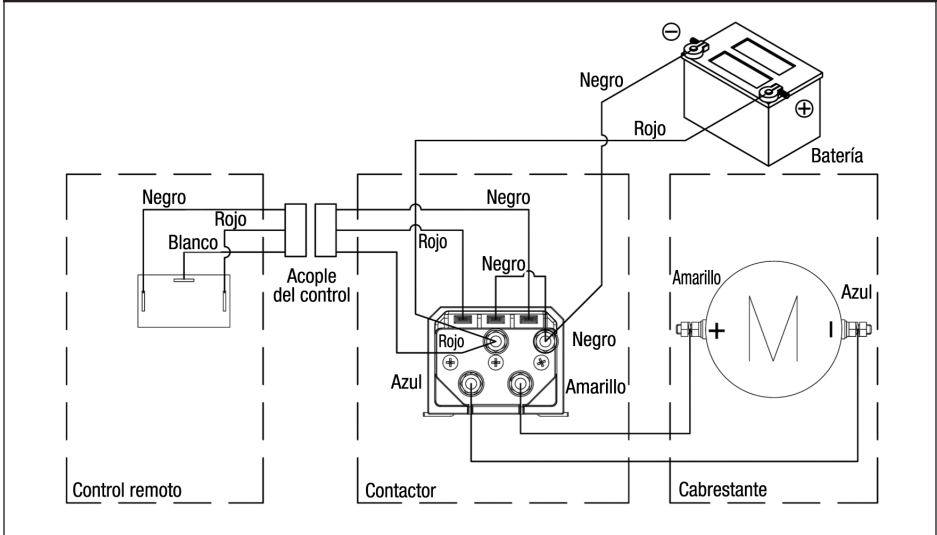 ⊖
Negro
Rojo
⊕
Batería
Negro
Rojo
Blanco
Acople
del control
Negro
Rojo
Negro
Rojo
Negro
Azul
Amarillo
Amarillo
Azul
+
M
−
Control remoto
Contactor
Cabrestante